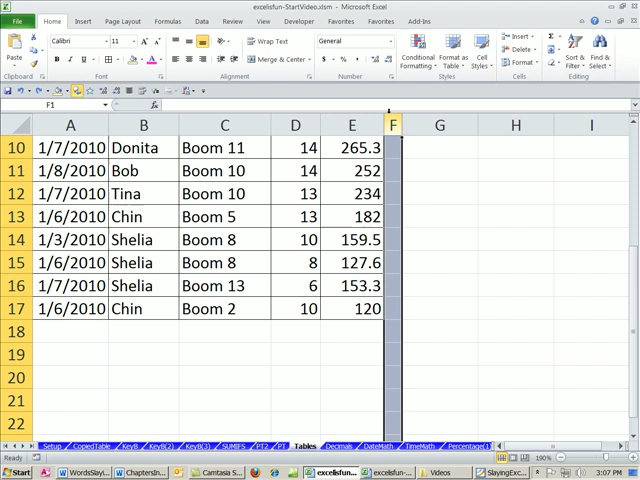 excelisfun-StartVideo.xlsm - Microsoft Excel
File Home Insert Page Layout Formulas Data Review View Developer Favorites Add-Ins
Calibri 11 Wrap Text General Insert
Paste Merge & Center Conditional Formatting Format as Table Cell Styles Delete Format Sort & Filter Find & Select
Clipboard Font Alignment Number Styles Cells Editing
F1 fx
A B C D E F G H I
10 1/7/2010 Donita Boom 11 14 265.3
11 1/8/2010 Bob Boom 10 14 252
12 1/7/2010 Tina Boom 10 13 234
13 1/6/2010 Chin Boom 5 13 182
14 1/3/2010 Shelia Boom 8 10 159.5
15 1/6/2010 Shelia Boom 8 8 127.6
16 1/7/2010 Shelia Boom 13 6 153.3
17 1/6/2010 Chin Boom 2 10 120
18
19
20
21
22
Setup CopiedTable KeyB KeyB(2) KeyB(3) SUMIFS PT2 PT Tables Decimals DateMath TimeMath Percentage(1
Ready 190%
Start WordsSlayi... ChaptersIn... Camtasia S... excelisfun... excelisfun-... Videos SlayingExc... 3:07 PM